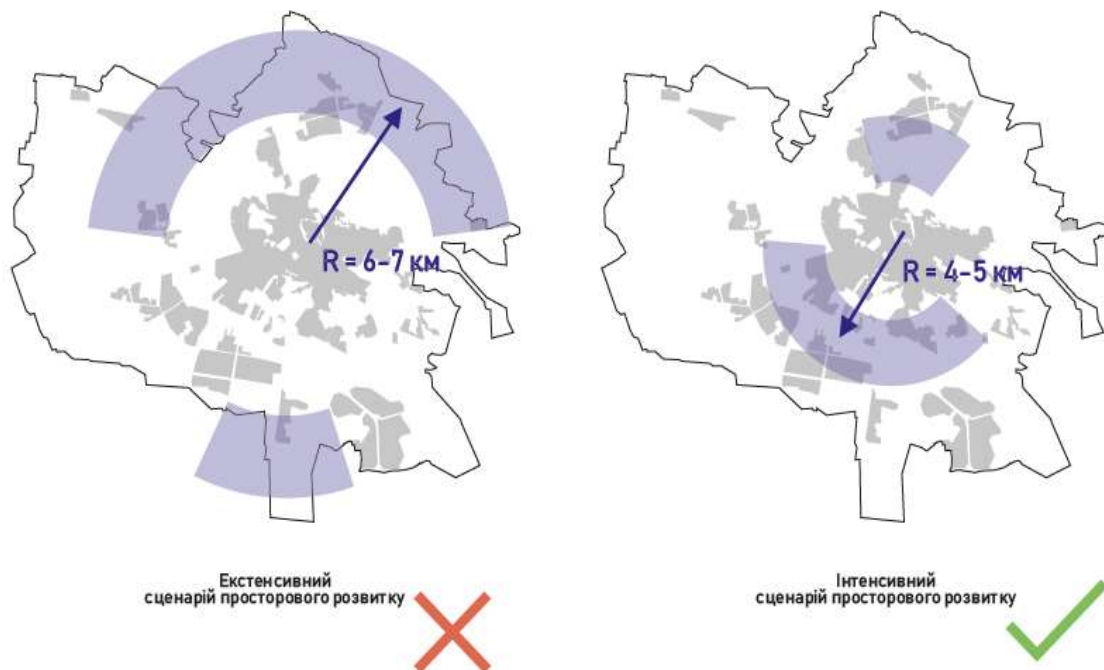 R = 6–7 км
R = 4–5 км
Екстенсивний
сценарій просторового розвитку
Інтенсивний
сценарій просторового розвитку